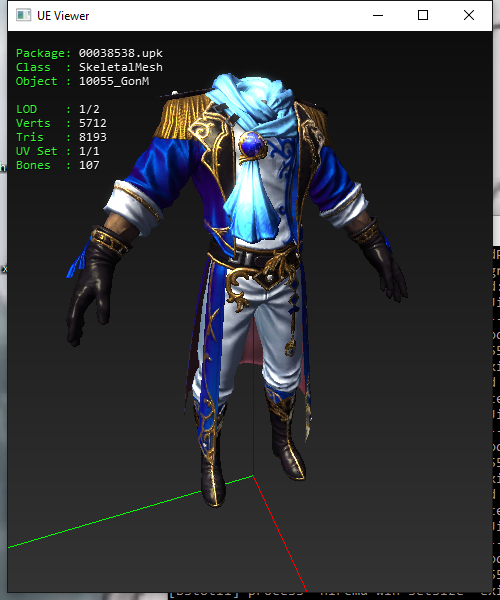 UE Viewer
Package: 00038538.upk
Class : SkeletalMesh
Object : 10055_GonM
LOD : 1/2
Verts : 5712
Tris : 8193
UV Set : 1/1
Bones : 107